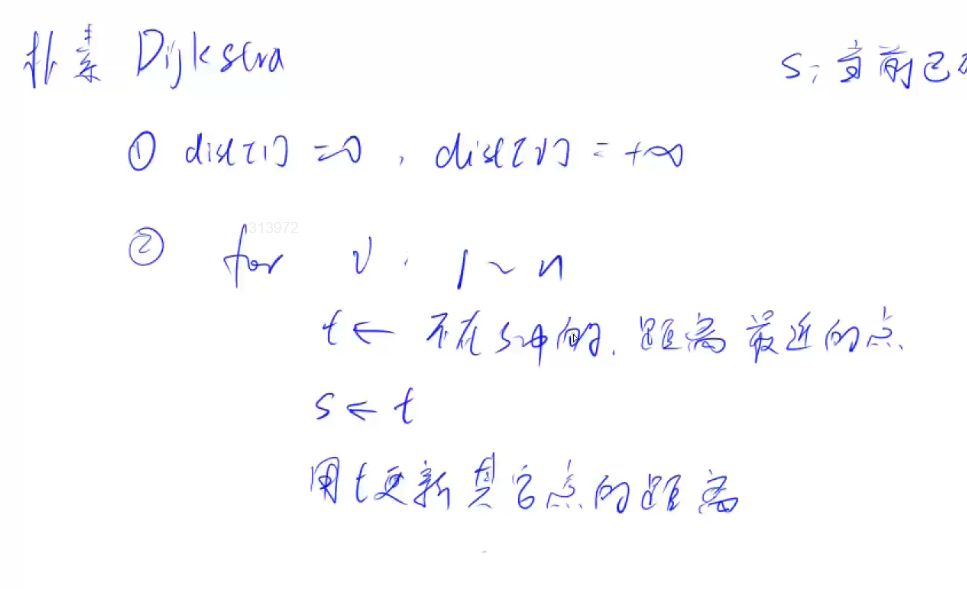 朴素 Dijkstra
s: 当前已
① dist[1] = 0, dist[v] = +∞
② for v: 1 ~ n
313972
t ← 不在s中的, 距离最近的点.
s ← t
用t更新其它点的距离